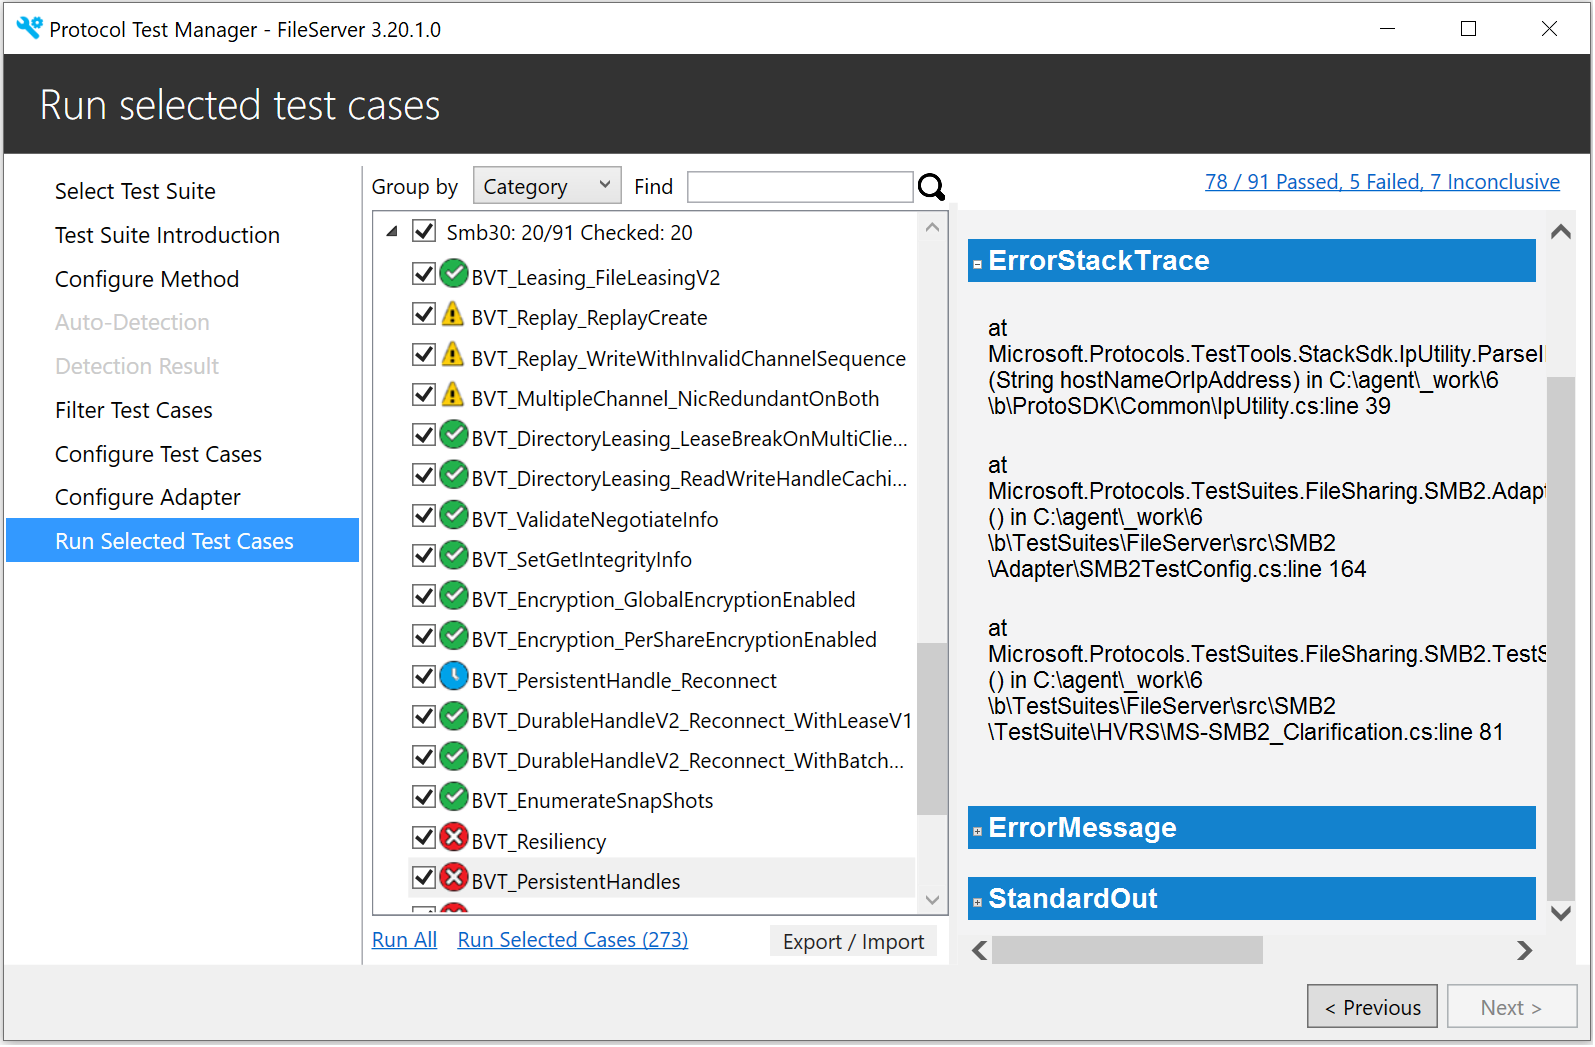 Protocol Test Manager - FileServer 3.20.1.0
Run selected test cases
Select Test Suite
Test Suite Introduction
Configure Method
Auto-Detection
Detection Result
Filter Test Cases
Configure Test Cases
Configure Adapter
Run Selected Test Cases
Group by Category Find
78 / 91 Passed, 5 Failed, 7 Inconclusive
Smb30: 20/91 Checked: 20
BVT_Leasing_FileLeasingV2
BVT_Replay_ReplayCreate
BVT_Replay_WriteWithInvalidChannelSequence
BVT_MultipleChannel_NicRedundantOnBoth
BVT_DirectoryLeasing_LeaseBreakOnMultiClie...
BVT_DirectoryLeasing_ReadWriteHandleCachi...
BVT_ValidateNegotiateInfo
BVT_SetGetIntegrityInfo
BVT_Encryption_GlobalEncryptionEnabled
BVT_Encryption_PerShareEncryptionEnabled
BVT_PersistentHandle_Reconnect
BVT_DurableHandleV2_Reconnect_WithLeaseV1
BVT_DurableHandleV2_Reconnect_WithBatch...
BVT_EnumerateSnapShots
BVT_Resiliency
BVT_PersistentHandles
Run All
Run Selected Cases (273)
Export / Import
ErrorStackTrace
at
Microsoft.Protocols.TestTools.StackSdk.IpUtility.ParseI
(String hostNameOrIpAddress) in C:\agent\_work\6
\b\ProtoSDK\Common\IpUtility.cs:line 39
at
Microsoft.Protocols.TestSuites.FileSharing.SMB2.Adapt
() in C:\agent\_work\6
\b\TestSuites\FileServer\src\SMB2
\Adapter\SMB2TestConfig.cs:line 164
at
Microsoft.Protocols.TestSuites.FileSharing.SMB2.TestS
() in C:\agent\_work\6
\b\TestSuites\FileServer\src\SMB2
\TestSuite\HVRS\MS-SMB2_Clarification.cs:line 81
ErrorMessage
StandardOut
< Previous
Next >